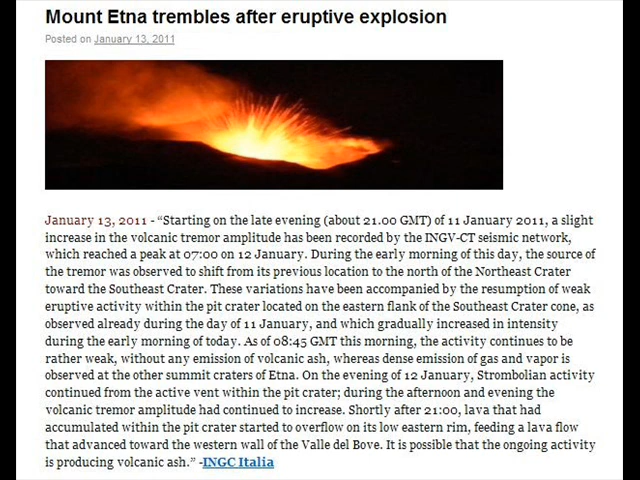 Mount Etna trembles after eruptive explosion
Posted on January 13, 2011
January 13, 2011 - “Starting on the late evening (about 21.00 GMT) of 11 January 2011, a slight
increase in the volcanic tremor amplitude has been recorded by the INGV-CT seismic network,
which reached a peak at 07:00 on 12 January. During the early morning of this day, the source of
the tremor was observed to shift from its previous location to the north of the Northeast Crater
toward the Southeast Crater. These variations have been accompanied by the resumption of weak
eruptive activity within the pit crater located on the eastern flank of the Southeast Crater cone, as
observed already during the day of 11 January, and which gradually increased in intensity
during the early morning of today. As of 08:45 GMT this morning, the activity continues to be
rather weak, without any emission of volcanic ash, whereas dense emission of gas and vapor is
observed at the other summit craters of Etna. On the evening of 12 January, Strombolian activity
continued from the active vent within the pit crater; during the afternoon and evening the
volcanic tremor amplitude had continued to increase. Shortly after 21:00, lava that had
accumulated within the pit crater started to overflow on its low eastern rim, feeding a lava flow
that advanced toward the western wall of the Valle del Bove. It is possible that the ongoing activity
is producing volcanic ash.” -INGC Italia